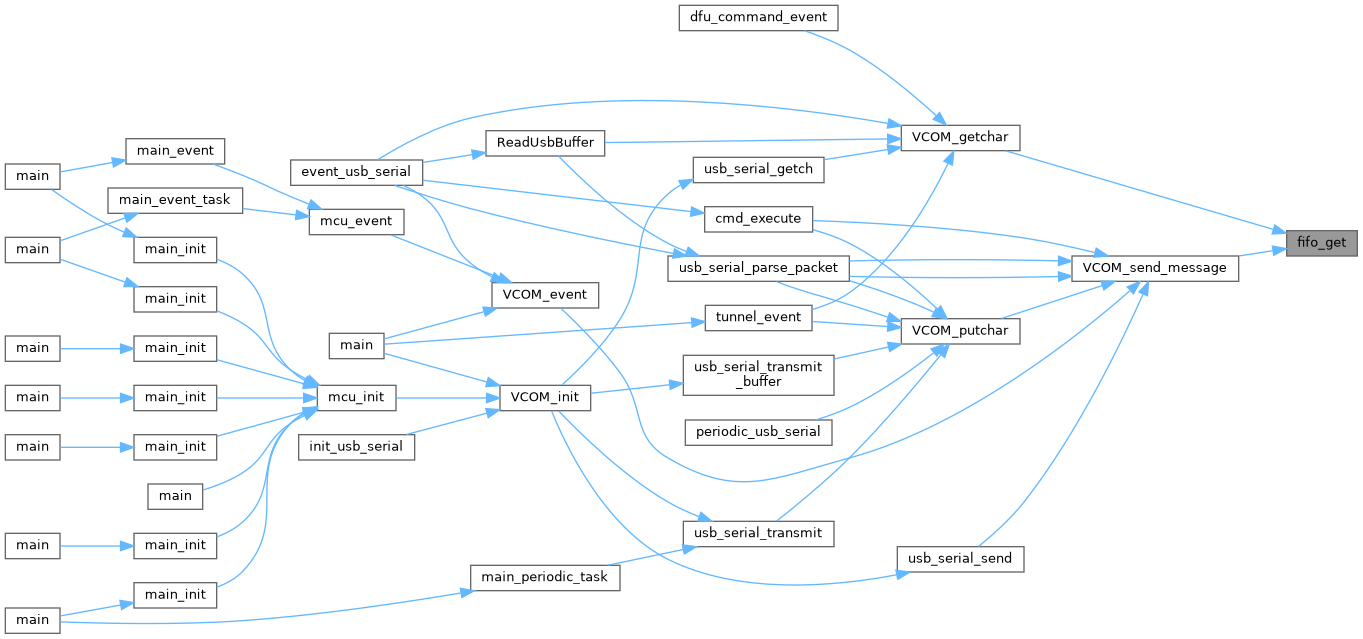 dfu_command_event
VCOM_getchar
main_event
ReadUsbBuffer
main
event_usb_serial
usb_serial_getch
main_event_task
mcu_event
cmd_execute
fifo_get
main
main_init
usb_serial_parse_packet
VCOM_send_message
main_init
VCOM_event
tunnel_event
VCOM_putchar
main
main_init
main
usb_serial_transmit
_buffer
main
main_init
mcu_init
VCOM_init
periodic_usb_serial
main
main_init
init_usb_serial
main
main
main_init
usb_serial_transmit
usb_serial_send
main_periodic_task
main_init
main